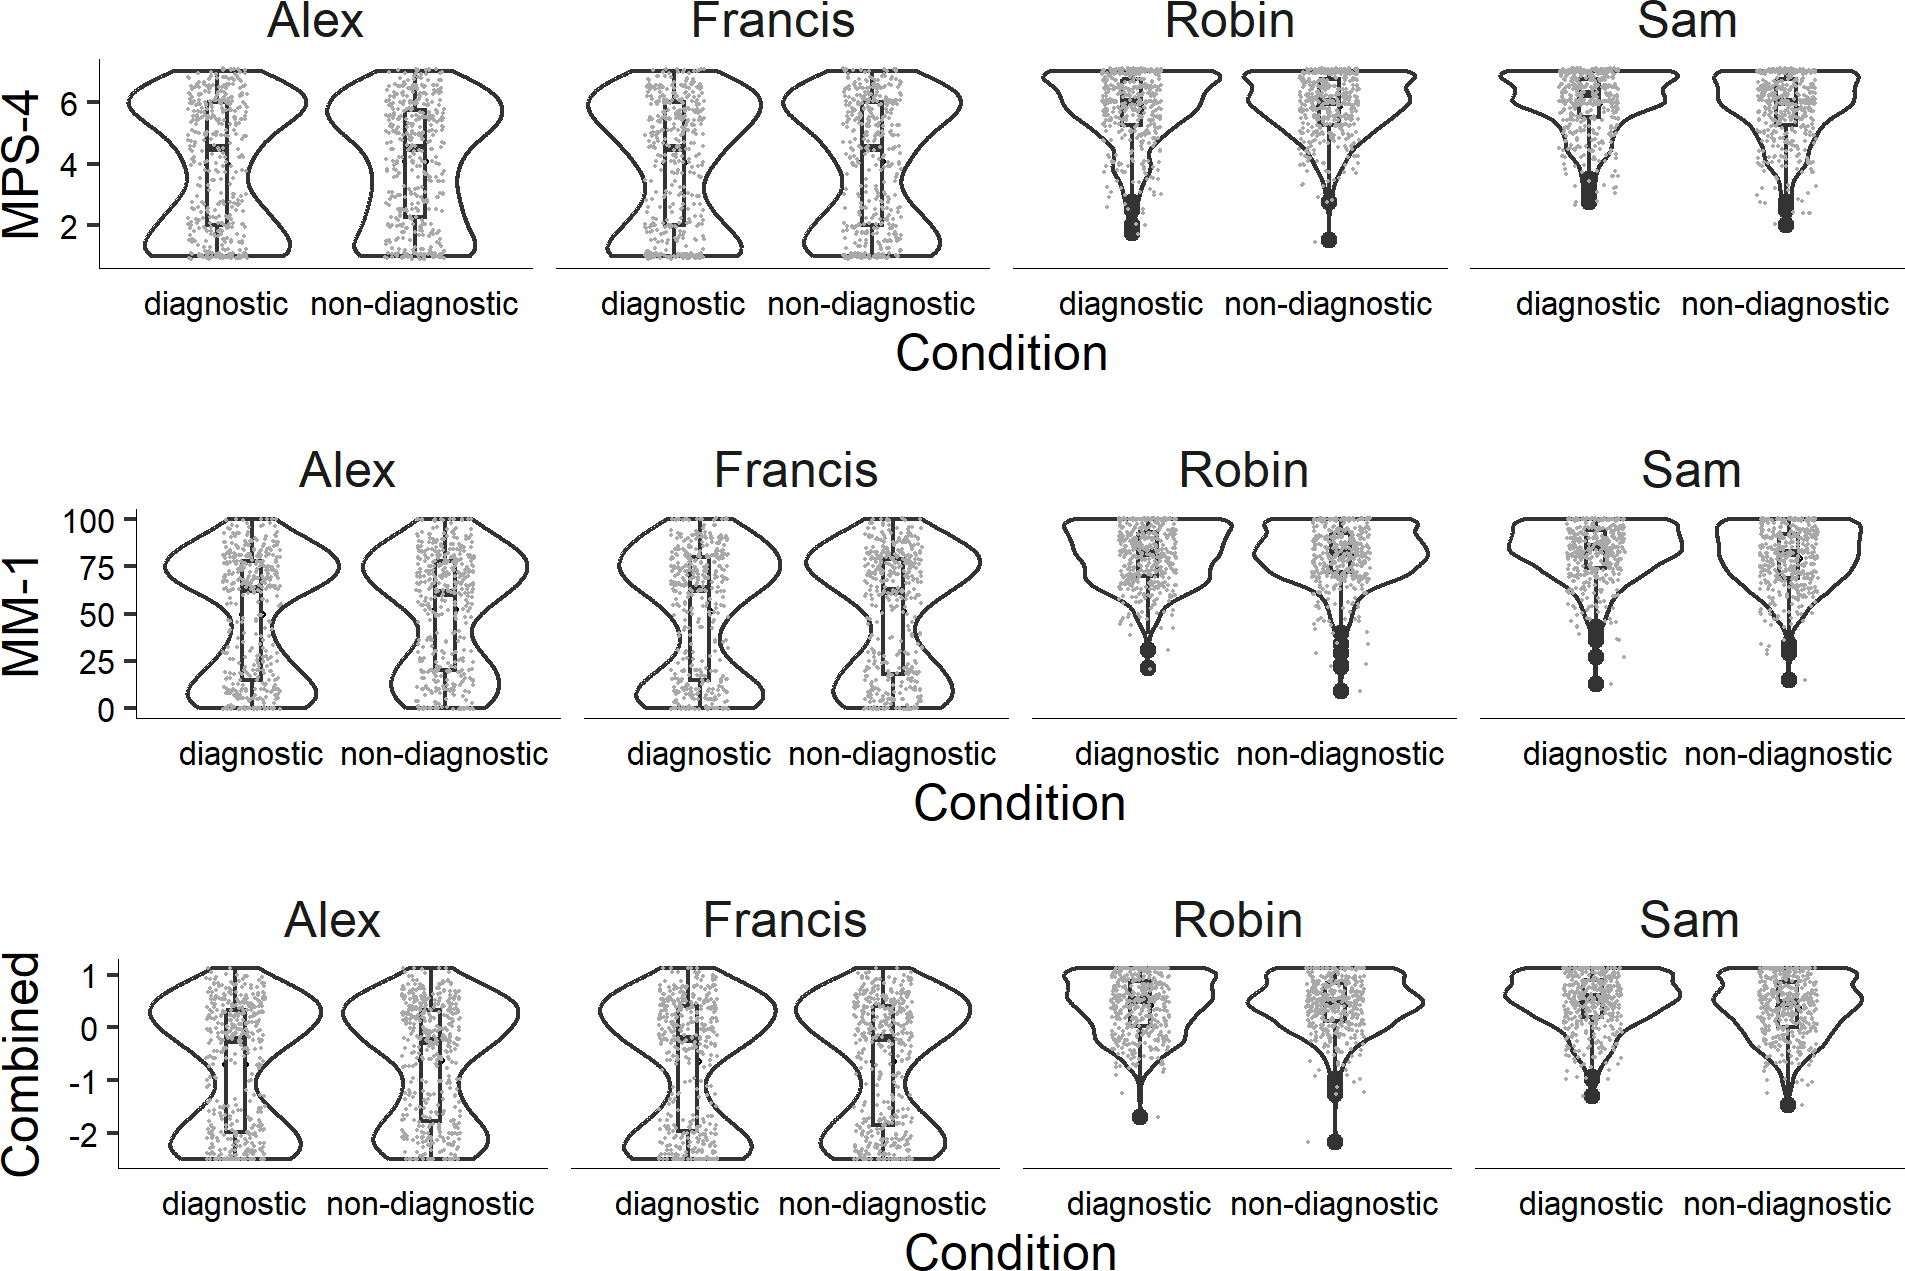 Alex Francis Robin Sam
MPS-4
6
4
2
diagnostic non-diagnostic diagnostic non-diagnostic diagnostic non-diagnostic diagnostic non-diagnostic
Condition
Alex Francis Robin Sam
MM-1
100
75
50
25
0
diagnostic non-diagnostic diagnostic non-diagnostic diagnostic non-diagnostic diagnostic non-diagnostic
Condition
Alex Francis Robin Sam
Combined
1
0
-1
-2
diagnostic non-diagnostic diagnostic non-diagnostic diagnostic non-diagnostic diagnostic non-diagnostic
Condition